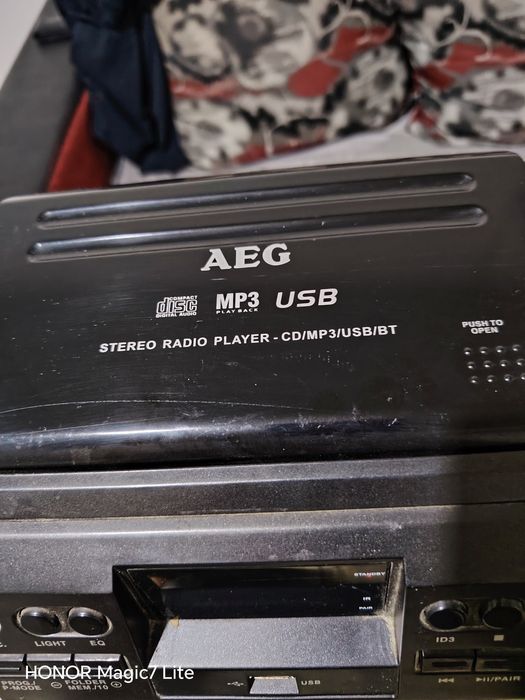 AEG
COMPACT
disc
DIGITAL AUDIO
MP3 USB
PLAY BACK
STEREO RADIO PLAYER - CD/MP3/USB/BT
PUSH TO
OPEN
STANDBY
IR
PAIR
LIGHT EQ
ID3
PROG./
P-MODE
FOLDER
MEM./10
USB
/PAIR
HONOR Magic7 Lite